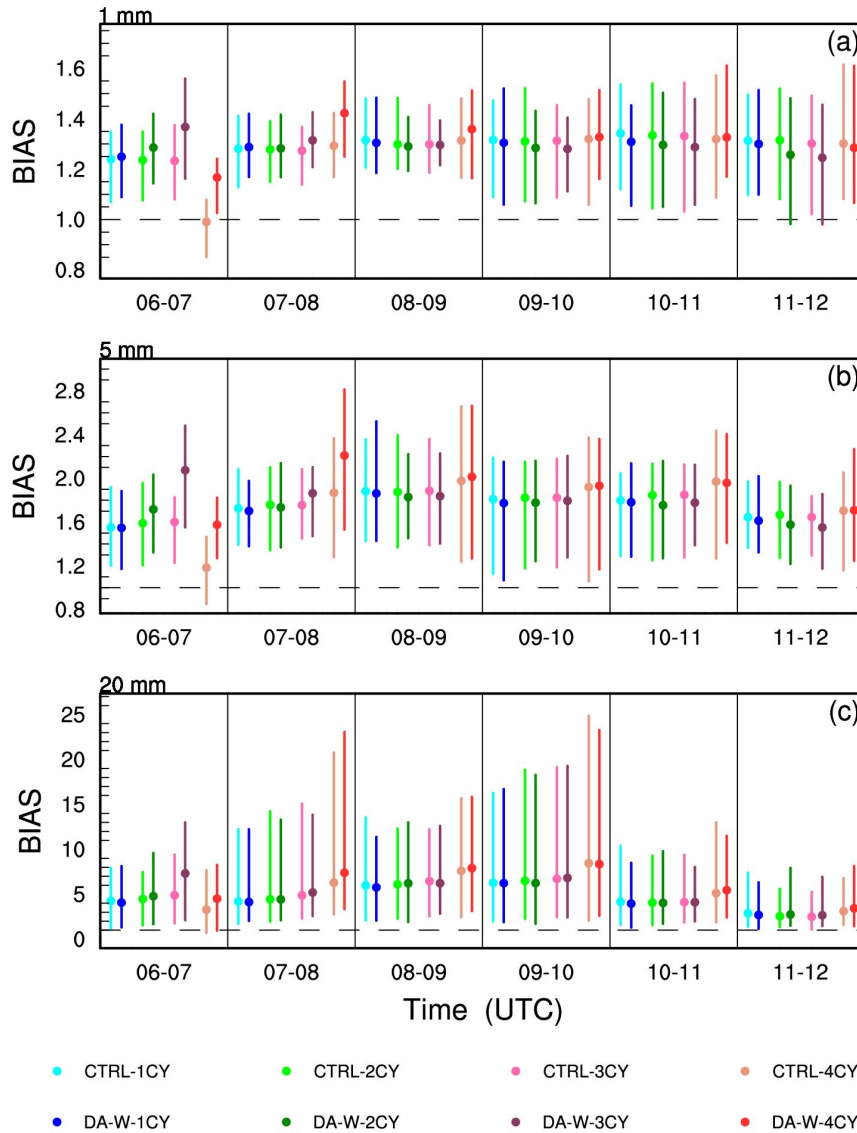 1 mm
(a)
BIAS
1.6
1.4
1.2
1.0
0.8
06-07 07-08 08-09 09-10 10-11 11-12
5 mm
(b)
BIAS
2.8
2.4
2.0
1.6
1.2
0.8
06-07 07-08 08-09 09-10 10-11 11-12
20 mm
(c)
BIAS
25
20
15
10
5
0
06-07 07-08 08-09 09-10 10-11 11-12
Time (UTC)
CTRL-1CY CTRL-2CY CTRL-3CY CTRL-4CY
DA-W-1CY DA-W-2CY DA-W-3CY DA-W-4CY